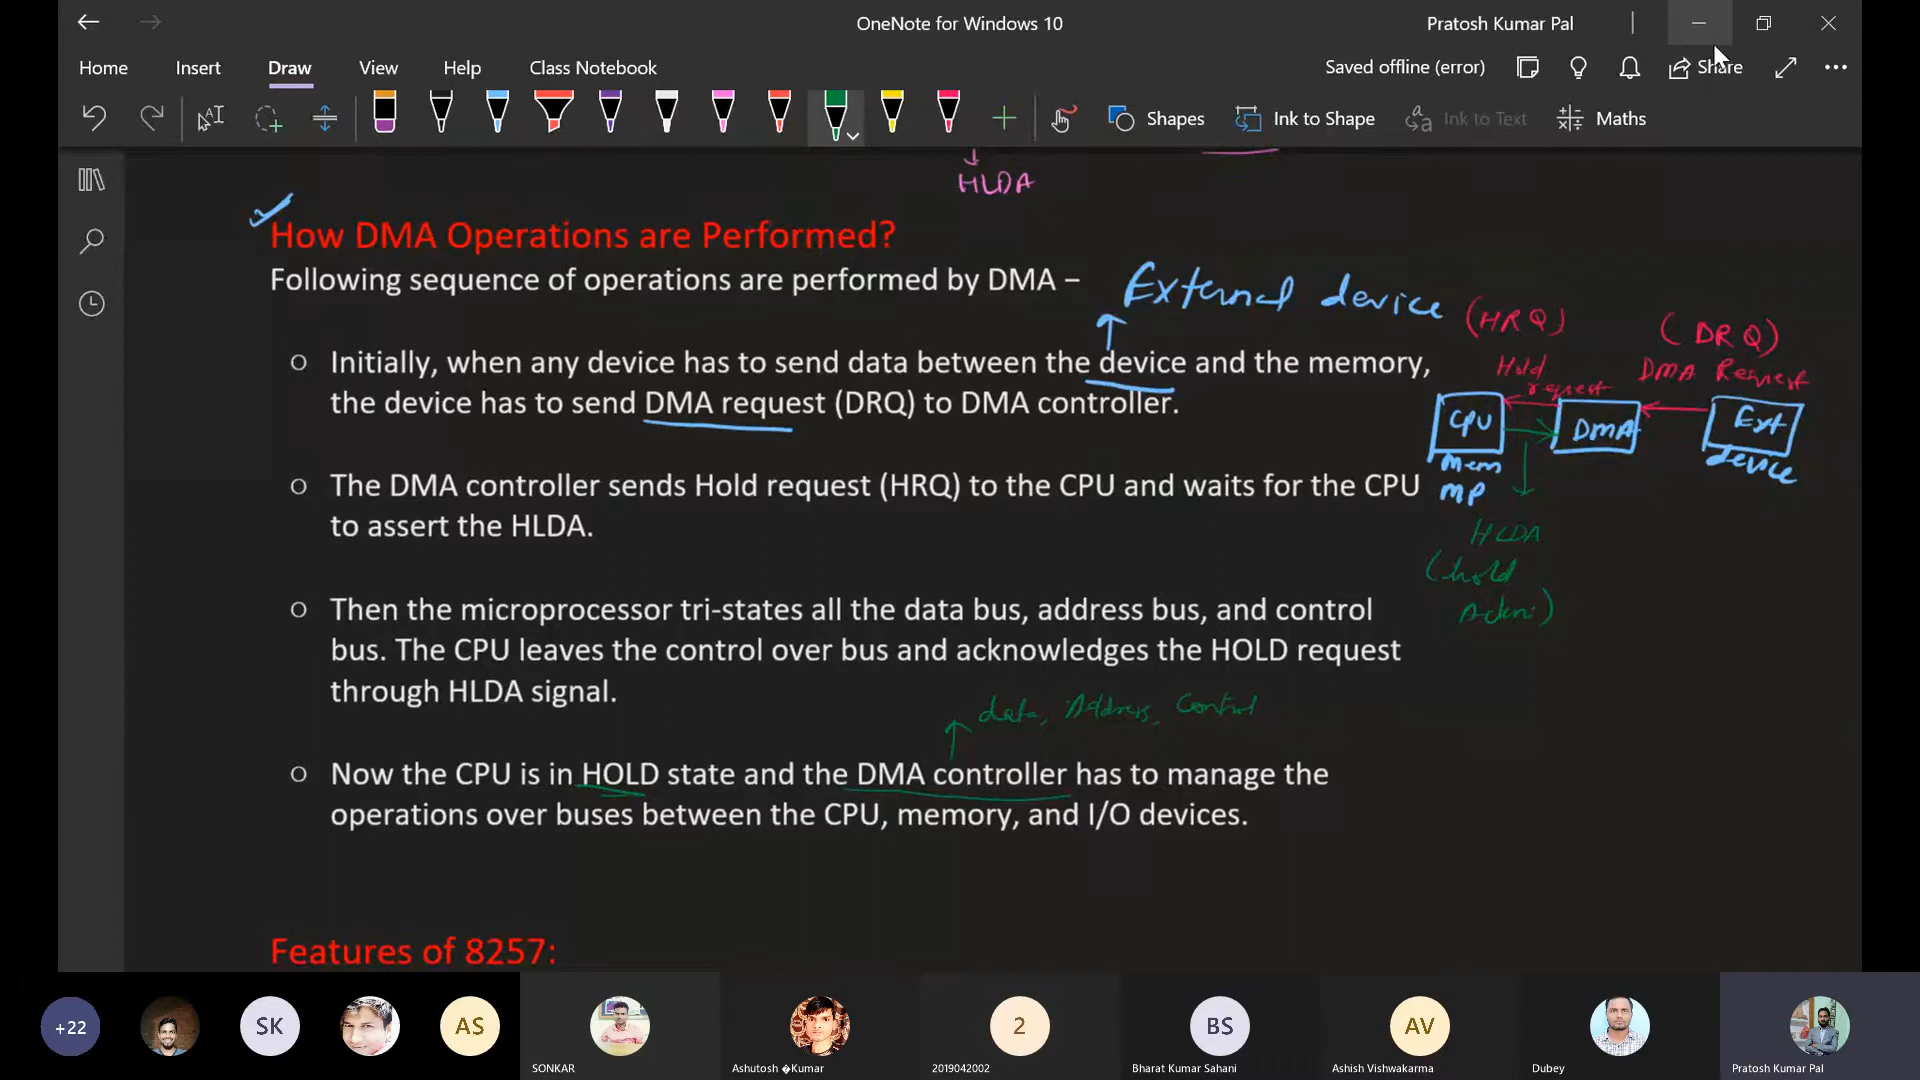 OneNote for Windows 10
Pratosh Kumar Pal
Home Insert Draw View Help Class Notebook
Saved offline (error)
Share
Shapes
Ink to Shape
Ink to Text
Maths
HLDA
How DMA Operations are Performed?
Following sequence of operations are performed by DMA –
External device
(HRQ)
(DRQ)
Hold
request
DMA Request
o Initially, when any device has to send data between the device and the memory,
the device has to send DMA request (DRQ) to DMA controller.
CPU
DMA
Ext
device
Mem
MP
o The DMA controller sends Hold request (HRQ) to the CPU and waits for the CPU
to assert the HLDA.
HLDA
(hold
Ackn.)
o Then the microprocessor tri-states all the data bus, address bus, and control
bus. The CPU leaves the control over bus and acknowledges the HOLD request
through HLDA signal.
data, Address, Control
o Now the CPU is in HOLD state and the DMA controller has to manage the
operations over buses between the CPU, memory, and I/O devices.
Features of 8257:
+22
SK
AS
2
BS
AV
SONKAR
Ashutosh �Kumar
2019042002
Bharat Kumar Sahani
Ashish Vishwakarma
Dubey
Pratosh Kumar Pal